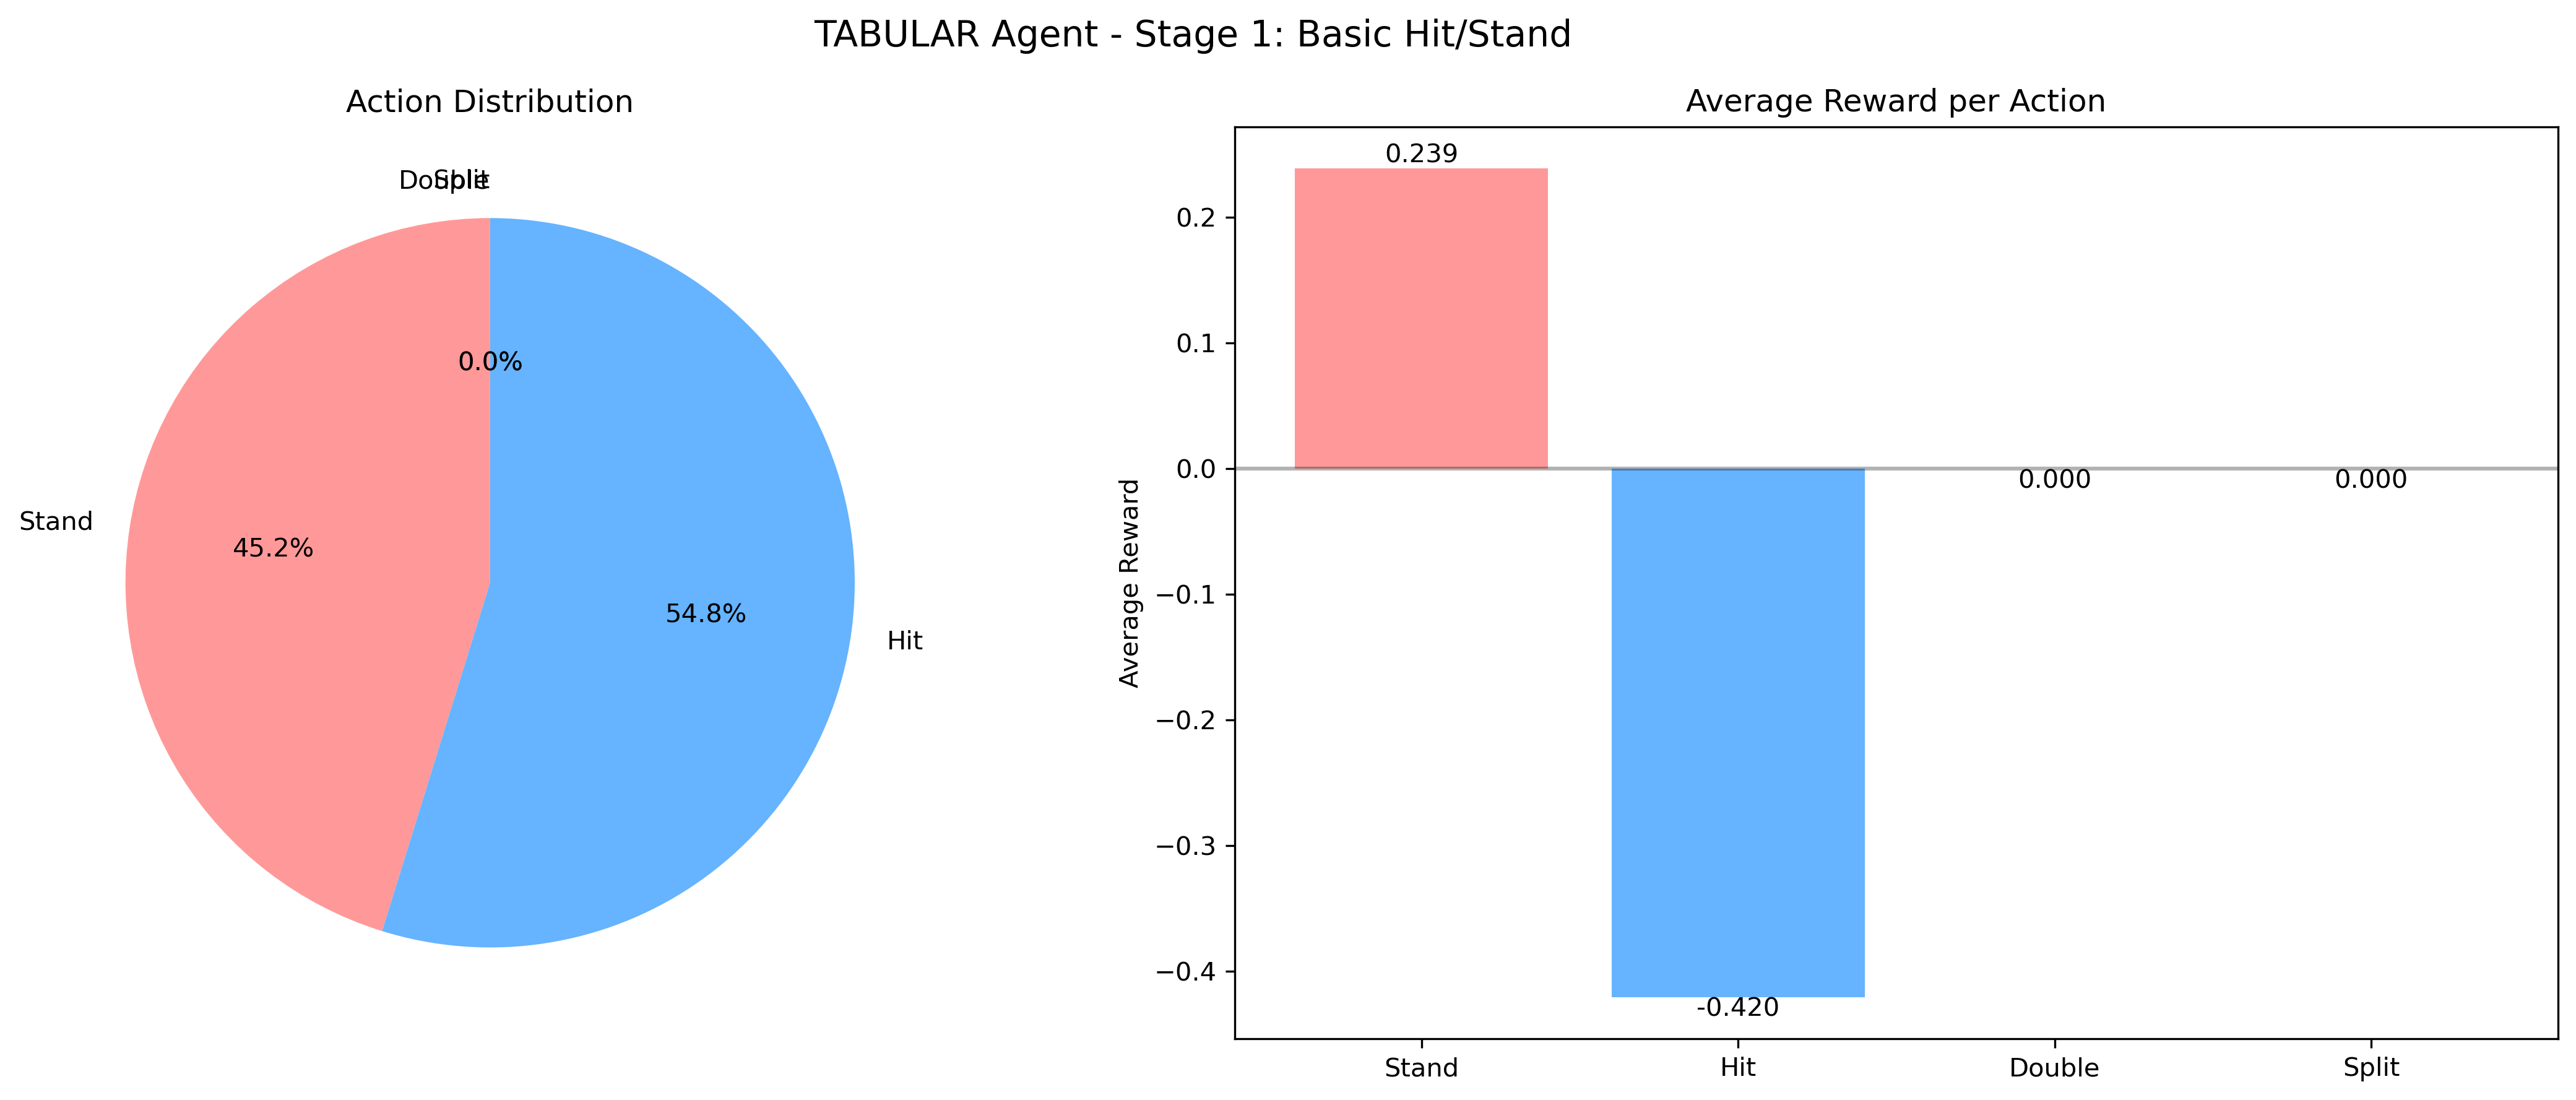 TABULAR Agent - Stage 1: Basic Hit/Stand
Action Distribution
Double
Split
0.0%
Stand
45.2%
54.8%
Hit
Average Reward per Action
Average Reward
0.2
0.1
0.0
−0.1
−0.2
−0.3
−0.4
0.239
-0.420
0.000
0.000
Stand
Hit
Double
Split